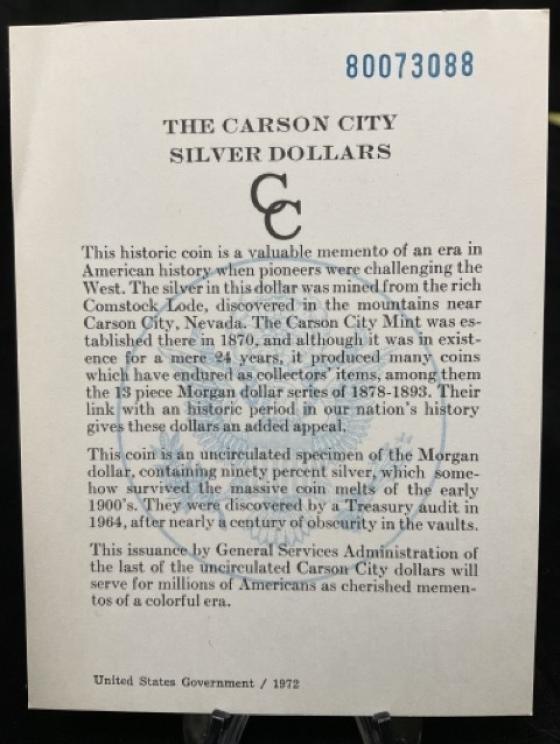 80073088
THE CARSON CITY
SILVER DOLLARS
CC
This historic coin is a valuable memento of an era in
American history when pioneers were challenging the
West. The silver in this dollar was mined from the rich
Comstock Lode, discovered in the mountains near
Carson City, Nevada. The Carson City Mint was es-
tablished there in 1870, and although it was in exist-
ence for a mere 24 years, it produced many coins
which have endured as collectors' items, among them
the 13 piece Morgan dollar series of 1878-1893. Their
link with an historic period in our nation's history
gives these dollars an added appeal.
This coin is an uncirculated specimen of the Morgan
dollar, containing ninety percent silver, which some-
how survived the massive coin melts of the early
1900's. They were discovered by a Treasury audit in
1964, after nearly a century of obscurity in the vaults.
This issuance by General Services Administration of
the last of the uncirculated Carson City dollars will
serve for millions of Americans as cherished memen-
tos of a colorful era.
United States Government / 1972